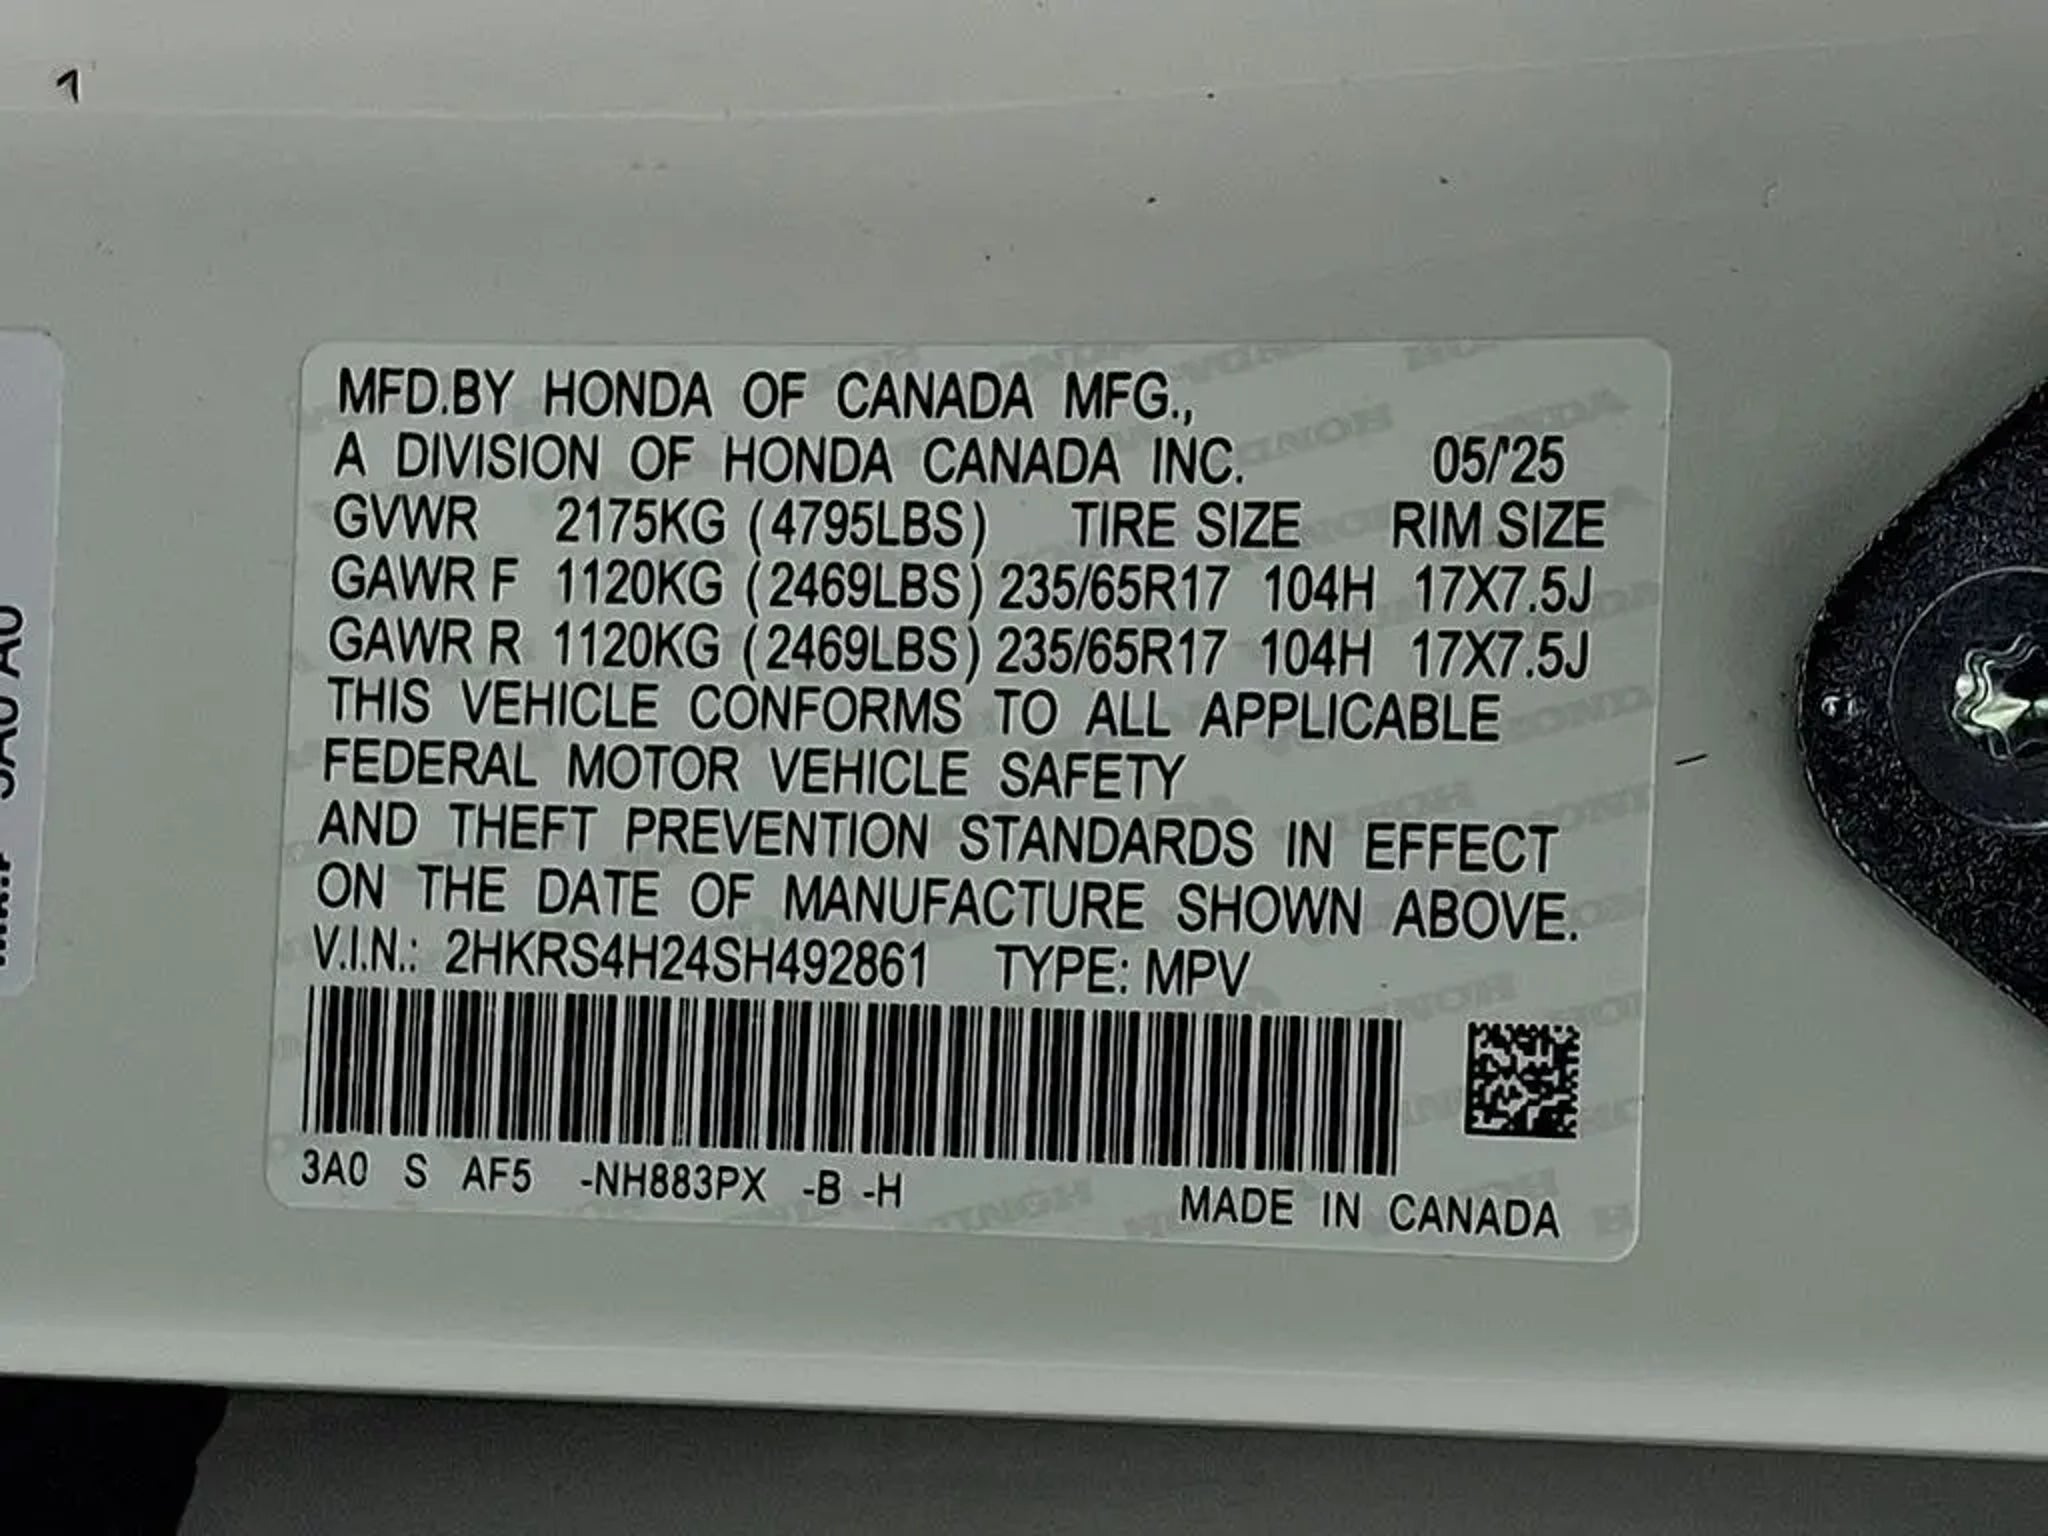 MFD.BY HONDA OF CANADA MFG.,
A DIVISION OF HONDA CANADA INC. 05/'25
GVWR 2175KG (4795LBS) TIRE SIZE RIM SIZE
GAWR F 1120KG (2469LBS) 235/65R17 104H 17X7.5J
GAWR R 1120KG (2469LBS) 235/65R17 104H 17X7.5J
THIS VEHICLE CONFORMS TO ALL APPLICABLE
FEDERAL MOTOR VEHICLE SAFETY
AND THEFT PREVENTION STANDARDS IN EFFECT
ON THE DATE OF MANUFACTURE SHOWN ABOVE.
V.I.N.: 2HKRS4H24SH492861 TYPE: MPV
3A0 S AF5 -NH883PX -B -H
MADE IN CANADA